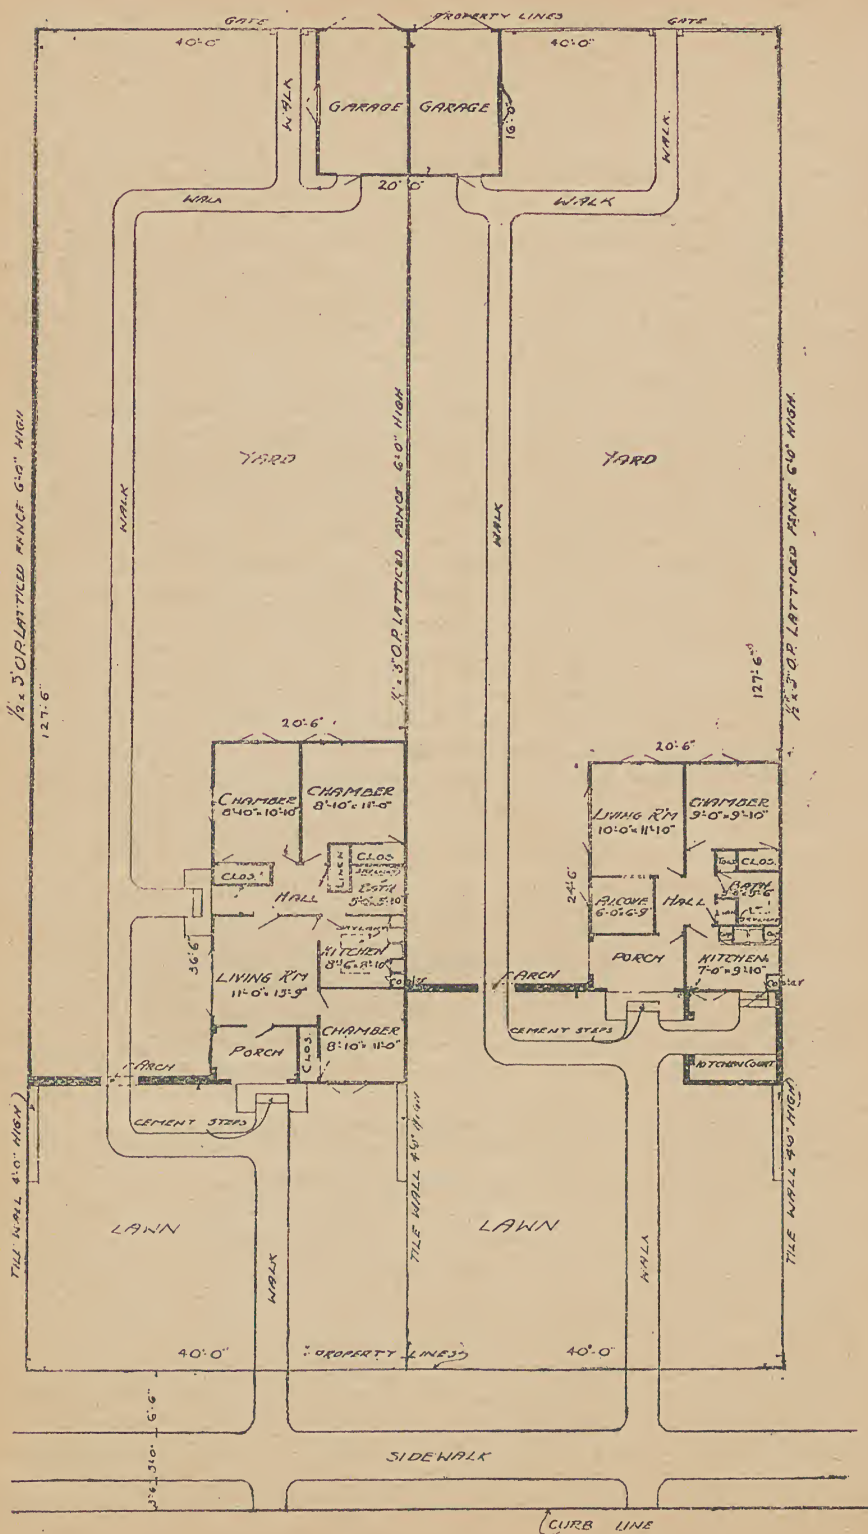 GATE
PROPERTY LINES
GATE
40'-0"
40'-0"
WALK
GARAGE
GARAGE
16'-0"
WALK.
20'-0"
WALK
WALK
1/2 x 3" O.P. LATTICED FENCE 6'-0" HIGH
127'-6"
WALK
YARD
1/2" x 3" O.P. LATTICED FENCE 6'-0" HIGH
WALK
YARD
127'-6"
1/2" x 3" O.P. LATTICED FENCE 6'-0" HIGH.
20'-6"
CHAMBER
8'-10" x 10'-10"
CHAMBER
8'-10" x 11'-0"
CLOS.
LINEN
CLOS
HALL
BATH
KITCHEN
8'-6" x 8'-10"
36'-6"
LIVING R'M
11'-0" x 15'-9"
CHAMBER
8'-10" x 11'-0"
PORCH
CLOS.
ARCH
CEMENT STEPS
20'-6"
LIVING R'M
10'-0" x 11'-10"
CHAMBER
9'-0" x 9'-10"
CLOS.
24'-6"
ALCOVE
6'-0" x 6'-9"
HALL
BATH
PORCH
KITCHEN
7'-0" x 9'-10"
COOLER
ARCH
CEMENT STEPS
KITCHEN COURT
TILE WALL 4'-0" HIGH)
LAWN
WALK
TILE WALL 4'-0" HIGH
LAWN
WALK
TILE WALL 4'-0" HIGH)
40'-0"
PROPERTY LINES
40'-0"
6'-6"
5'-0"
3'-6"
SIDEWALK
CURB LINE